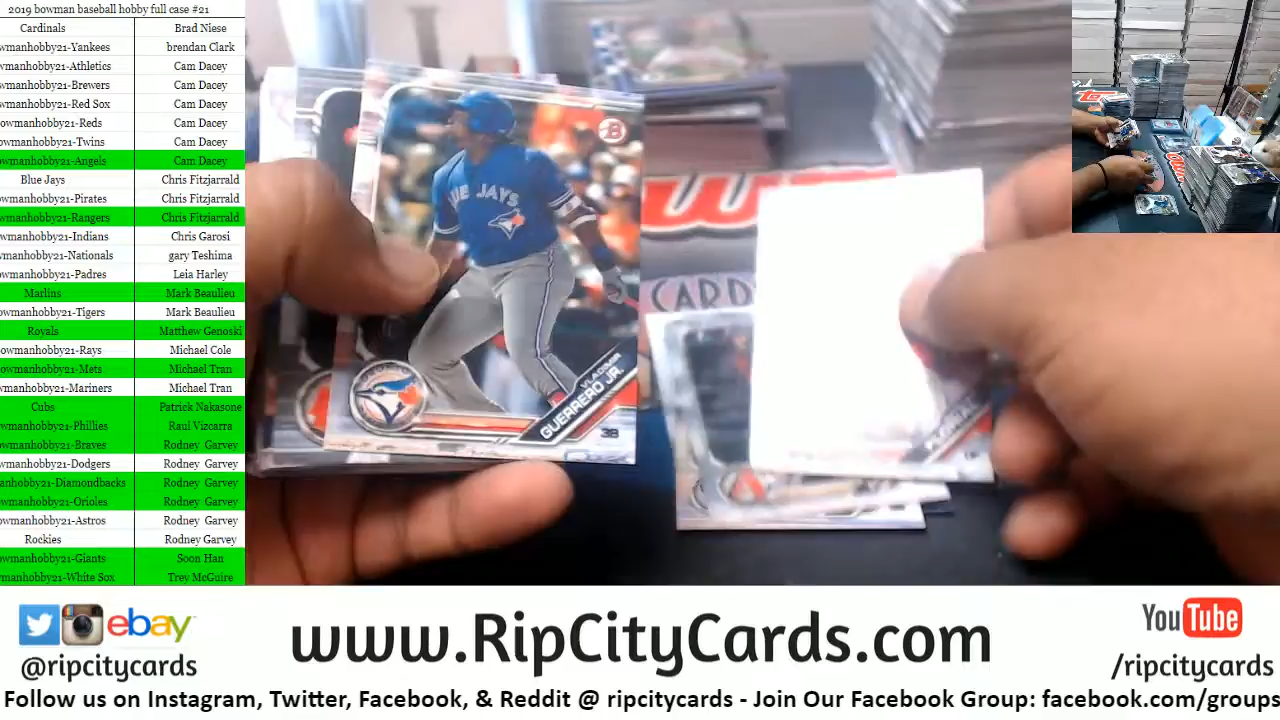 2019 bowman baseball hobby full case #21
Cardinals Brad Niese
owmanhobby21-Yankees brendan Clark
owmanhobby21-Athletics Cam Dacey
owmanhobby21-Brewers Cam Dacey
owmanhobby21-Red Sox Cam Dacey
owmanhobby21-Reds Cam Dacey
owmanhobby21-Twins Cam Dacey
owmanhobby21-Angels Cam Dacey
Blue Jays Chris Fitzjarrald
owmanhobby21-Pirates Chris Fitzjarrald
owmanhobby21-Rangers Chris Fitzjarrald
owmanhobby21-Indians Chris Garosi
owmanhobby21-Nationals gary Teshima
owmanhobby21-Padres Leia Harley
Marlins Mark Beaulieu
owmanhobby21-Tigers Mark Beaulieu
Royals Matthew Genoski
owmanhobby21-Rays Michael Cole
owmanhobby21-Mets Michael Tran
owmanhobby21-Mariners Michael Tran
Cubs Patrick Nakasone
owmanhobby21-Phillies Raul Vizcarra
owmanhobby21-Braves Rodney Garvey
owmanhobby21-Dodgers Rodney Garvey
manhobby21-Diamondbacks Rodney Garvey
owmanhobby21-Orioles Rodney Garvey
owmanhobby21-Astros Rodney Garvey
Rockies Rodney Garvey
owmanhobby21-Giants Soon Han
wmanhobby21-White Sox Trey McGuire
BLUE JAYS
B
VLADIMIR
GUERRERO JR.
3B
CARD
ebay
@ripcitycards
www.RipCityCards.com
YouTube
/ripcitycards
Follow us on Instagram, Twitter, Facebook, & Reddit @ ripcitycards - Join Our Facebook Group: facebook.com/groups